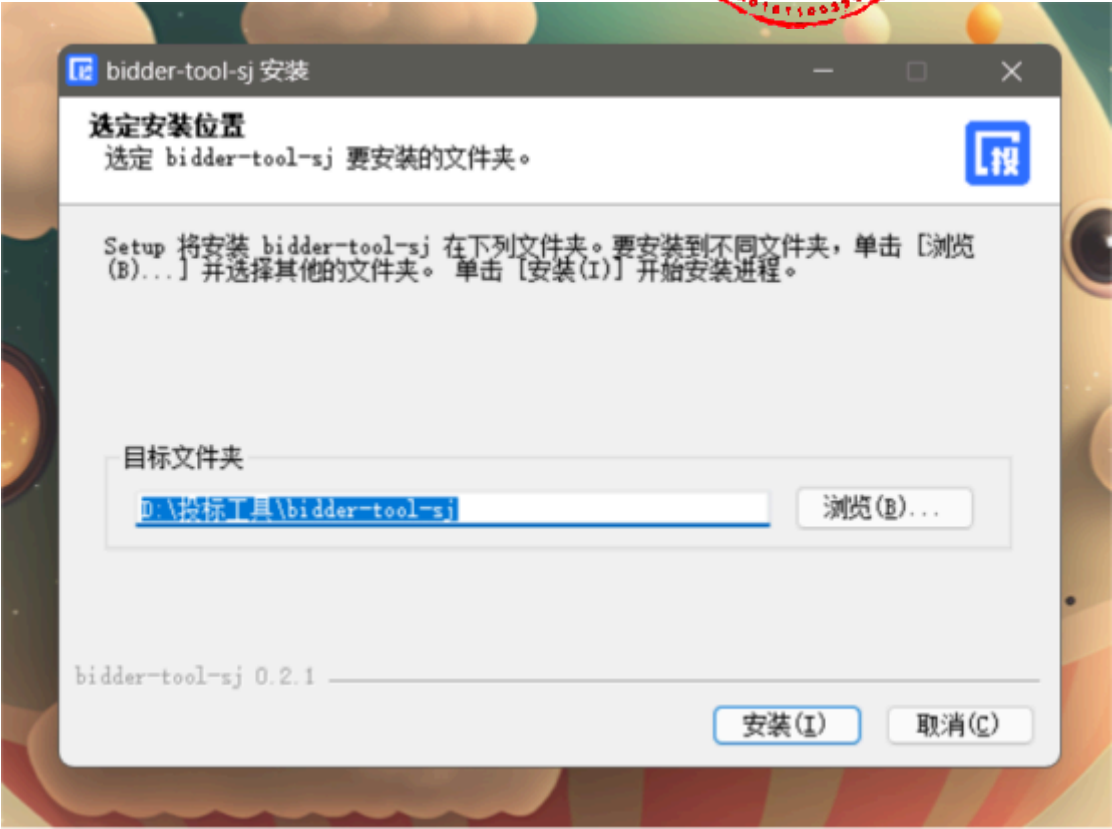 bidder-tool-sj 安装
选定安装位置
选定 bidder-tool-sj 要安装的文件夹。
投
Setup 将安装 bidder-tool-sj 在下列文件夹。要安装到不同文件夹，单击 [浏览
(B)...] 并选择其他的文件夹。 单击 [安装(I)] 开始安装进程。
目标文件夹
D:\投标工具\bidder-tool-sj
浏览(B)...
bidder-tool-sj 0.2.1
安装(I)
取消(C)